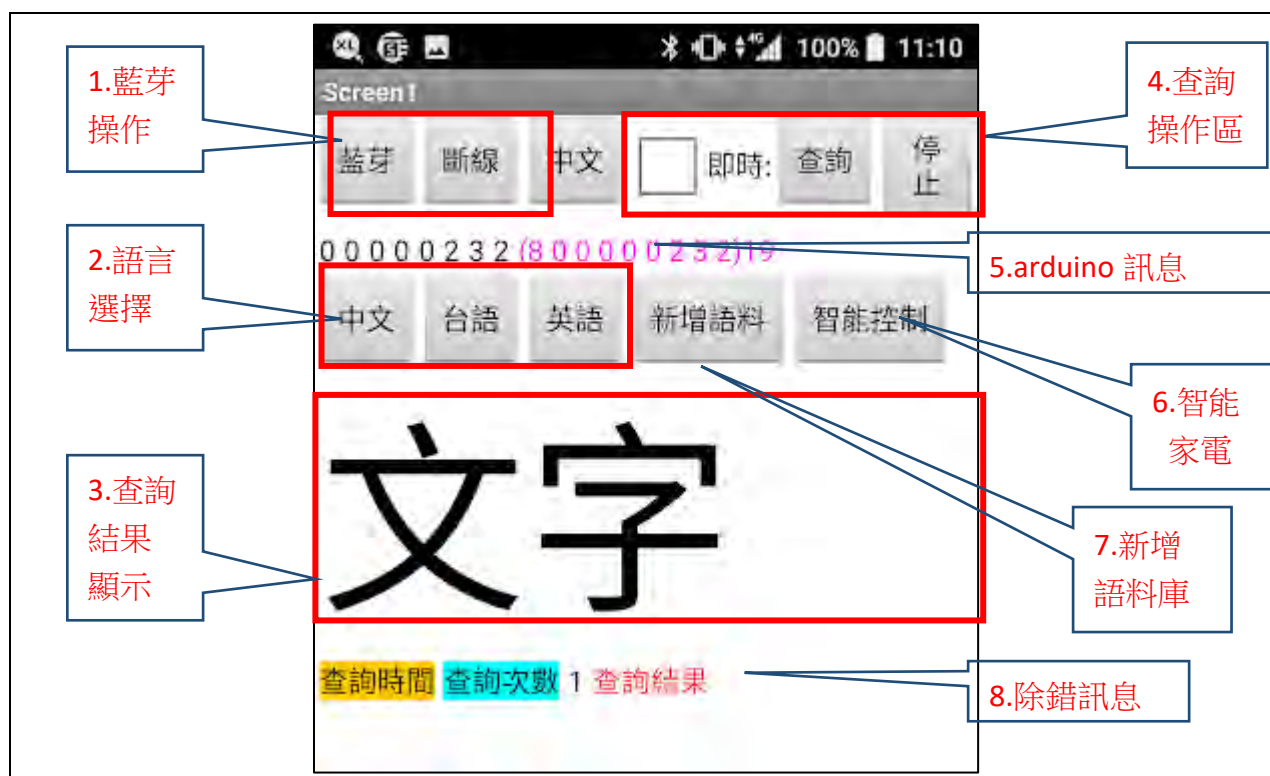 100% 11:10
Screen1
1.藍芽
操作
藍芽 斷線 中文 即時: 查詢 停
止
4.查詢
操作區
0 0 0 0 0 2 3 2 (8 0 0 0 0 0 2 3 2)19
5.arduino 訊息
2.語言
選擇
中文 台語 英語 新增語料 智能控制
6.智能
家電
3.查詢
結果
顯示
文字
7.新增
語料庫
查詢時間 查詢次數 1 查詢結果
8.除錯訊息